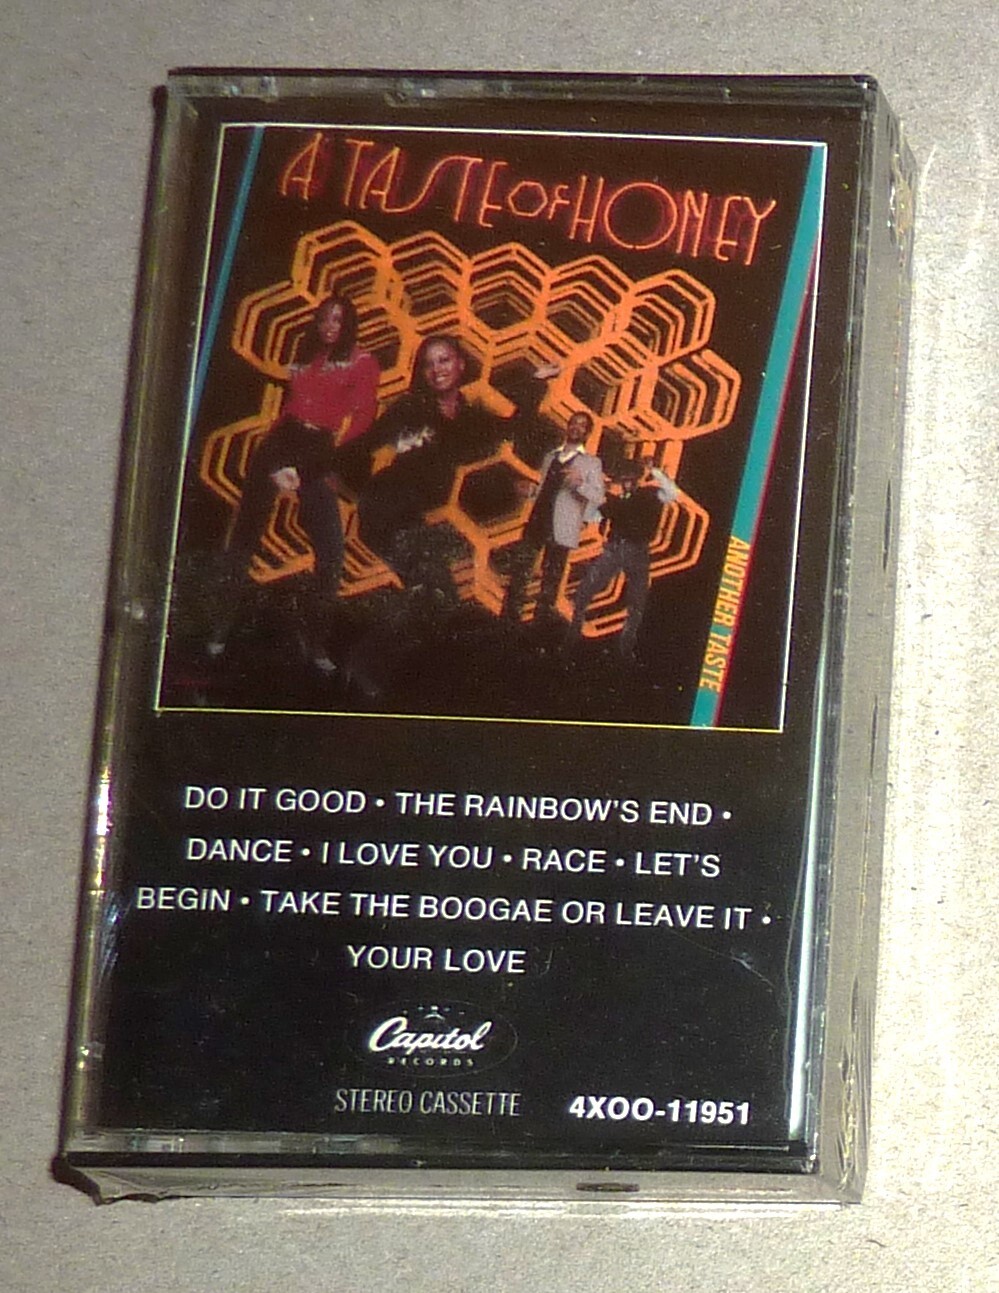 A TASTE OF HONEY
ANOTHER TASTE
DO IT GOOD • THE RAINBOW'S END •
DANCE • I LOVE YOU • RACE • LET'S
BEGIN • TAKE THE BOOGAE OR LEAVE IT •
YOUR LOVE
Capitol
RECORDS
STEREO CASSETTE 4XOO-11951